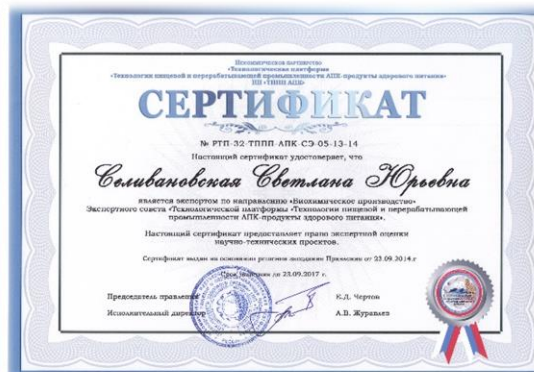 Некоммерческое партнерство
«Технологическая платформа
«Технологии пищевой и перерабатывающей промышленности АПК-продукты здорового питания»
НП «ТППП АПК»
СЕРТИФИКАТ
№ РТП-32-ТППП-АПК-СЭ-05-13-14
Настоящий сертификат удостоверяет, что
Селивановская Светлана Юрьевна
является экспертом по направлению «Биохимическое производство»
Экспертного совета «Технологической платформы «Технологии пищевой и перерабатывающей
промышленности АПК-продукты здорового питания».
Настоящий сертификат предоставляет право экспертной оценки
научно-технических проектов.
Сертификат выдан на основании решения заседания Правления от 23.09.2014.г
Срок действия до 23.09.2017 г.
Председатель правления Е.Д. Чертов
Исполнительный директор А.В. Журавлев